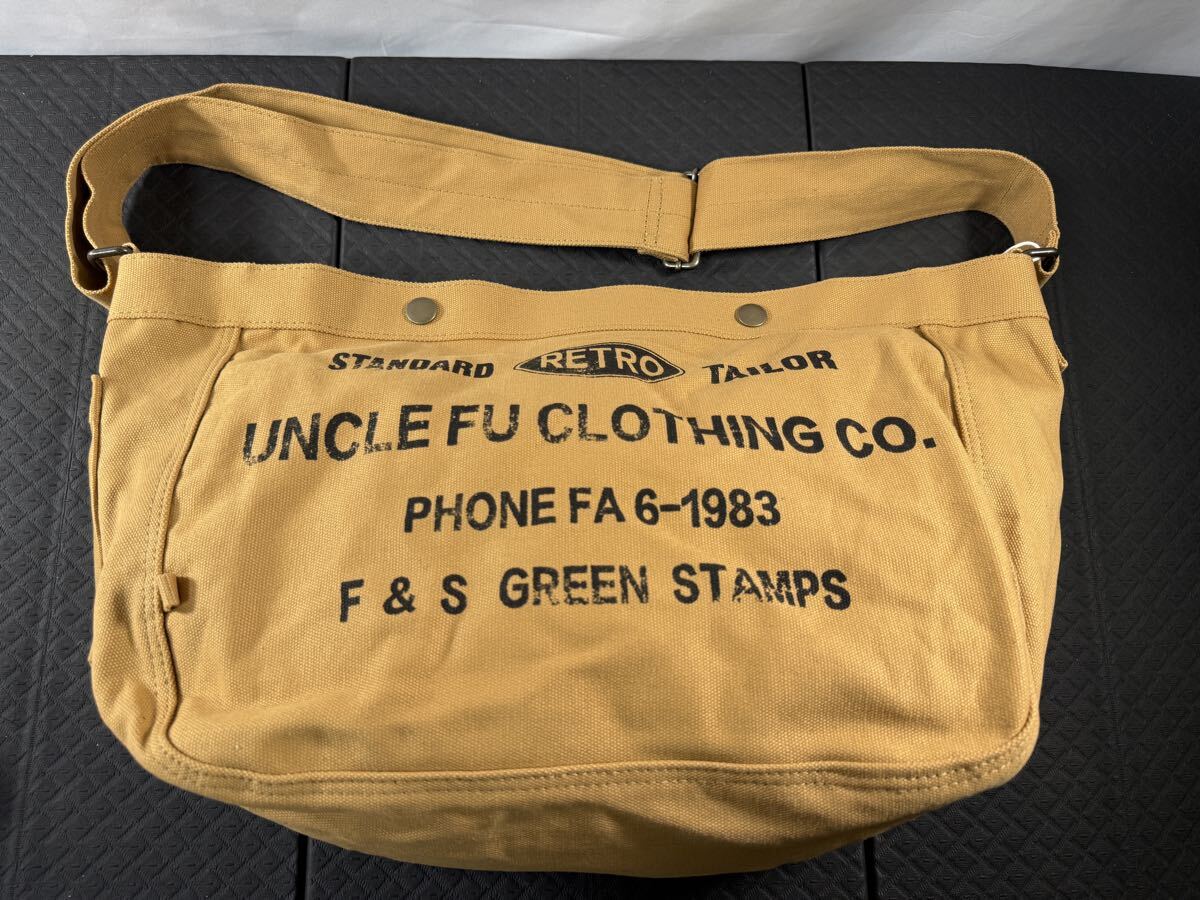 STANDARD RETRO TAILOR
UNCLE FU CLOTHING CO.
PHONE FA 6-1983
F & S GREEN STAMPS